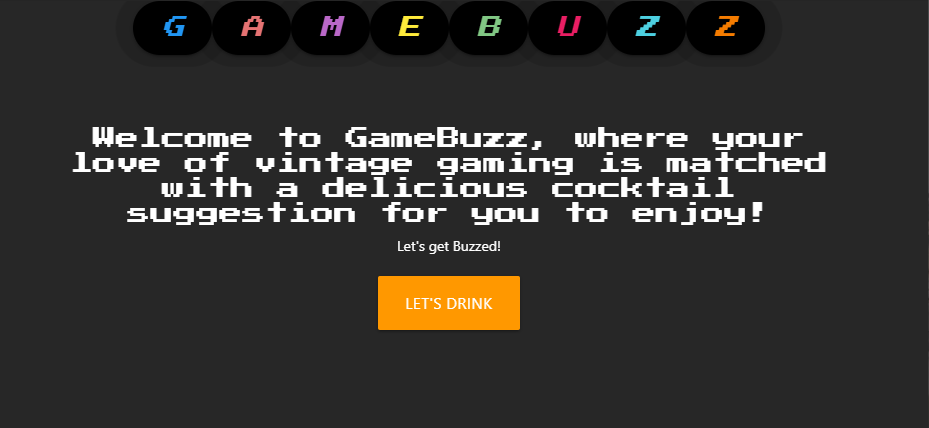 GAMEBUZZ
Welcome to GameBuzz, where your
love of vintage gaming is matched
with a delicious cocktail
suggestion for you to enjoy!
Let's get Buzzed!
LET'S DRINK